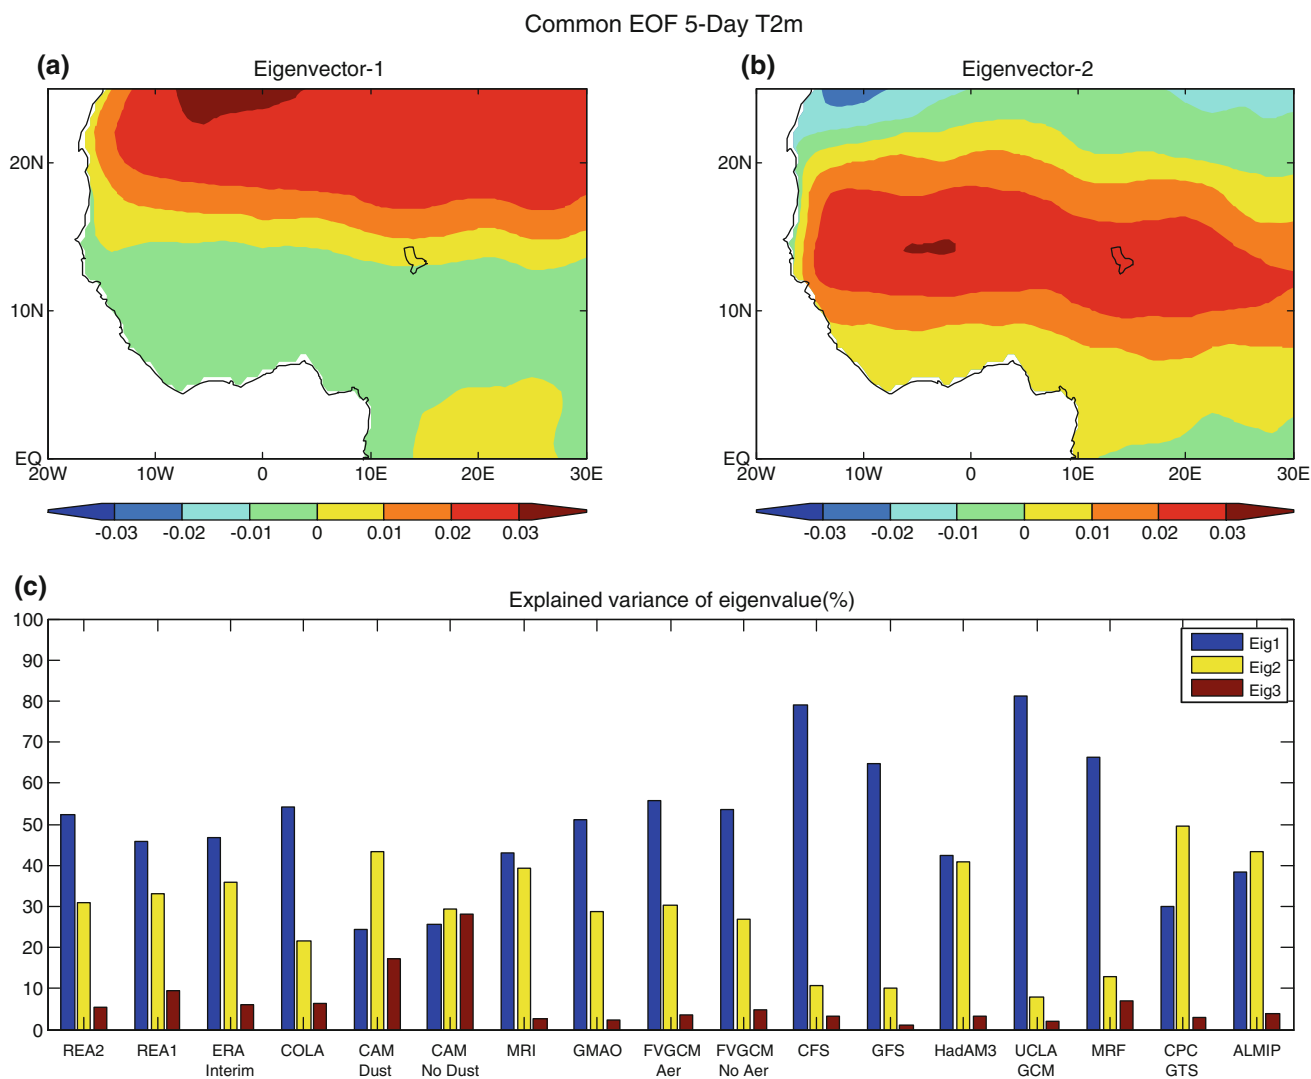 Common EOF 5-Day T2m
(a)
Eigenvector-1
20N
10N
EQ
20W 10W 0 10E 20E 30E
-0.03 -0.02 -0.01 0 0.01 0.02 0.03
(b)
Eigenvector-2
20N
10N
EQ
20W 10W 0 10E 20E 30E
-0.03 -0.02 -0.01 0 0.01 0.02 0.03
(c)
Explained variance of eigenvalue(%)
100
90
80
70
60
50
40
30
20
10
0
Eig1
Eig2
Eig3
REA2 REA1 ERA COLA CAM CAM MRI GMAO FVGCM FVGCM CFS GFS HadAM3 UCLA MRF CPC ALMIP
Interim Dust No Dust Aer No Aer GCM GTS